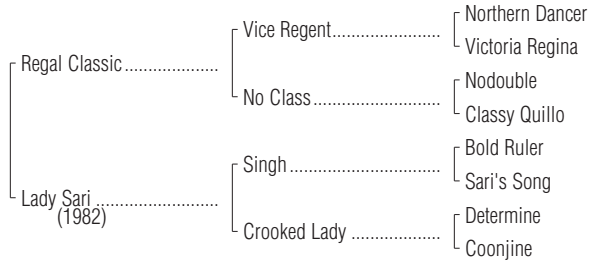 Northern Dancer
Vice Regent....................
Victoria Regina
Regal Classic ..................
Nodouble
No Class ........................
Classy Quillo
Bold Ruler
Singh .............................
Sari's Song
Lady Sari .......................
(1982)
Determine
Crooked Lady .................
Coonjine